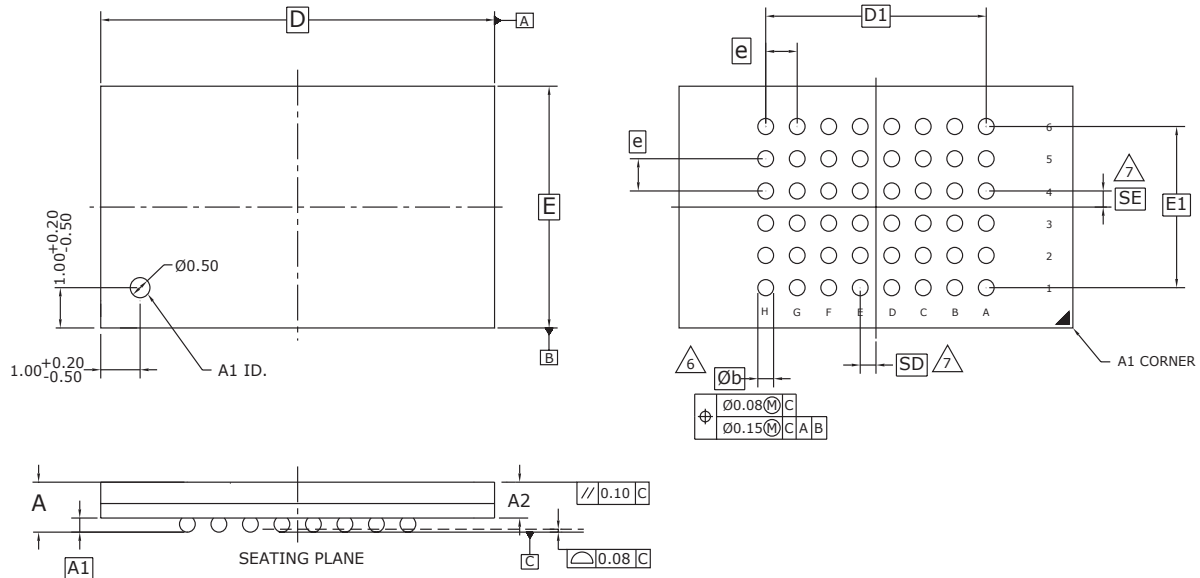 D
A
D1
e
e
6
5
4
3
2
1
7
SE
E1
E
1.00+0.20
-0.50
Ø0.50
1.00+0.20
-0.50
A1 ID.
B
H G F E D C B A
A1 CORNER
6
Øb
SD
7
Ø0.08Ⓜ C
Ø0.15Ⓜ C A B
A
A2
// 0.10 C
A1
SEATING PLANE
C
0.08 C